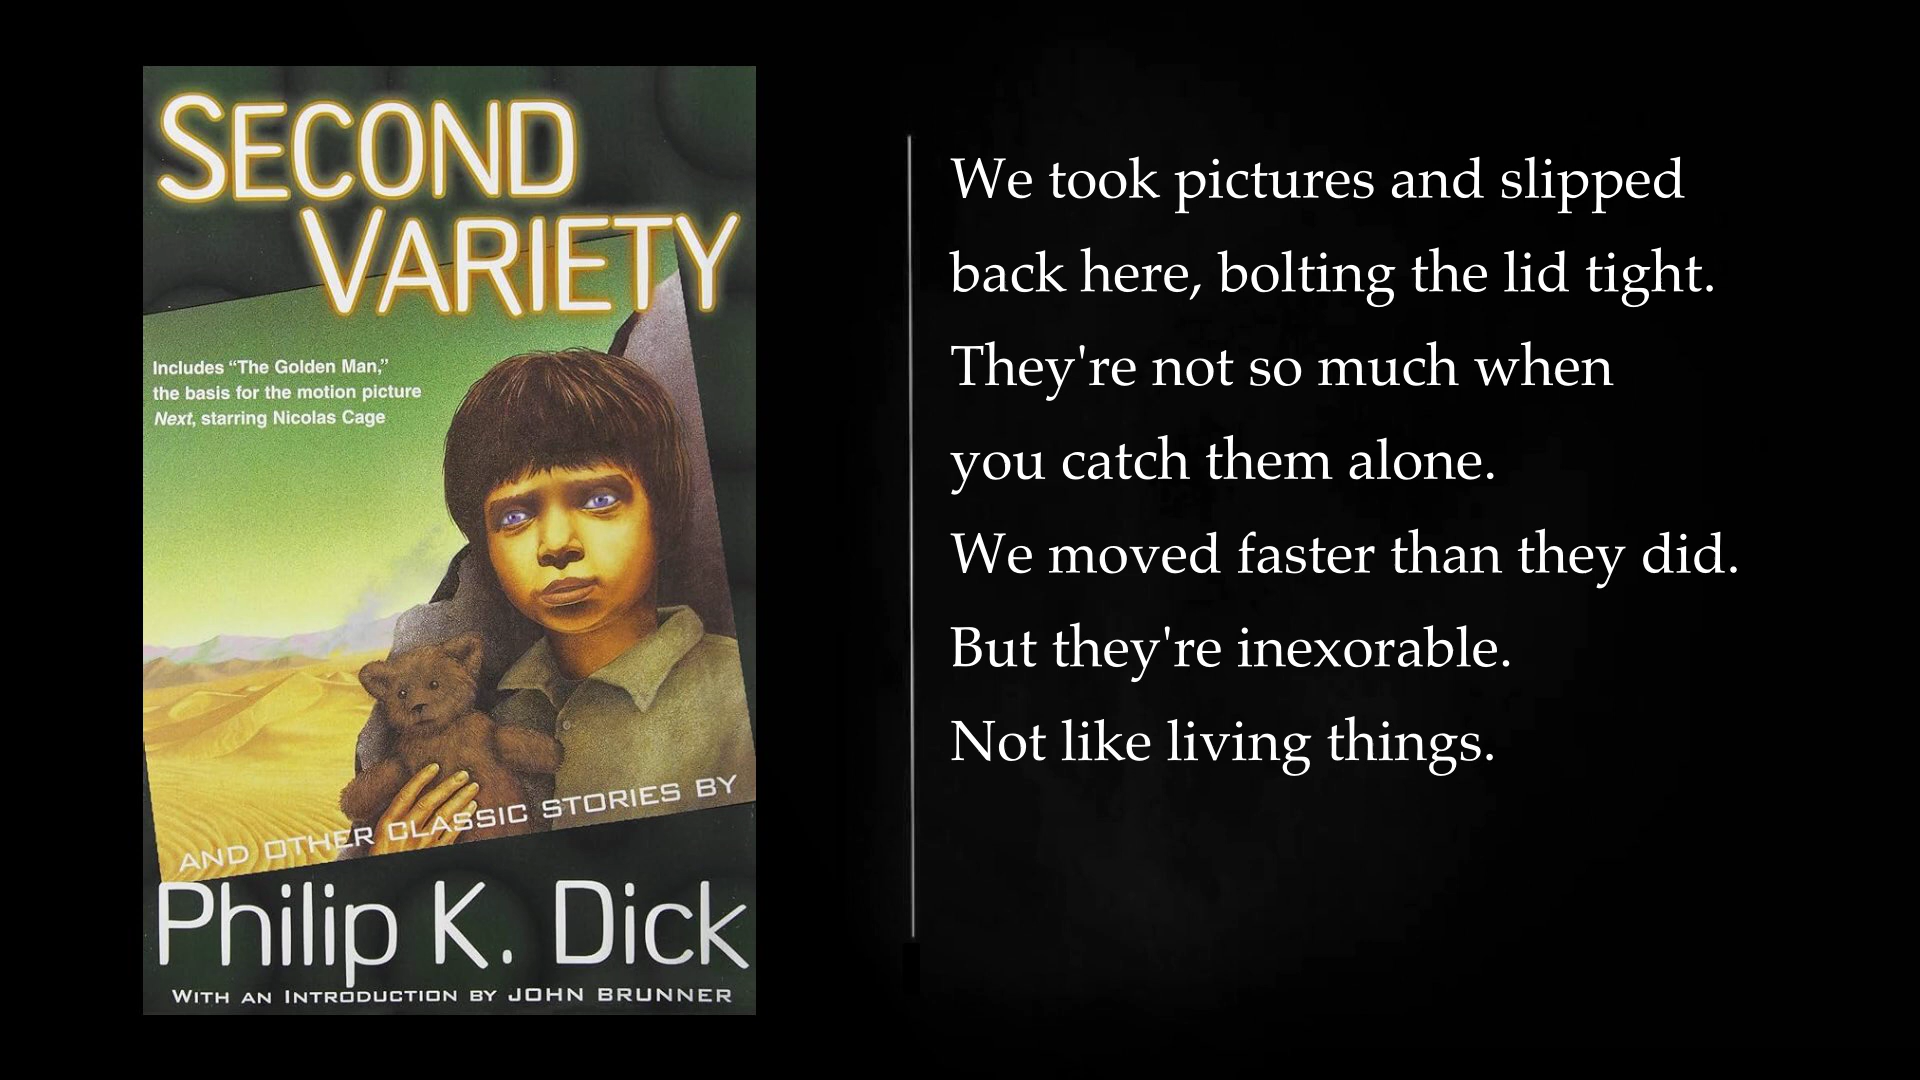 SECOND
VARIETY
Includes “The Golden Man,”
the basis for the motion picture
Next, starring Nicolas Cage
AND OTHER CLASSIC STORIES BY
Philip K. Dick
WITH AN INTRODUCTION BY JOHN BRUNNER
We took pictures and slipped
back here, bolting the lid tight.
They're not so much when
you catch them alone.
We moved faster than they did.
But they're inexorable.
Not like living things.